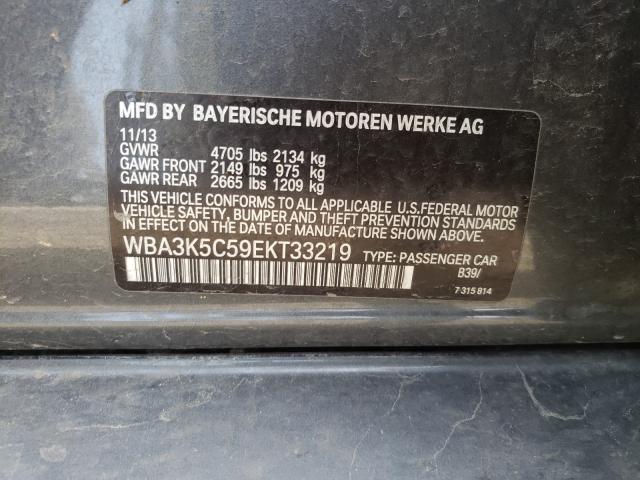 MFD BY BAYERISCHE MOTOREN WERKE AG
11/13
GVWR 4705 lbs 2134 kg
GAWR FRONT 2149 lbs 975 kg
GAWR REAR 2665 lbs 1209 kg
THIS VEHICLE CONFORMS TO ALL APPLICABLE U.S.FEDERAL MOTOR
VEHICLE SAFETY, BUMPER AND THEFT PREVENTION STANDARDS IN
EFFECT ON THE DATE OF MANUFACTURE SHOWN ABOVE.
WBA3K5C59EKT33219 TYPE: PASSENGER CAR
B39/
7 315 814